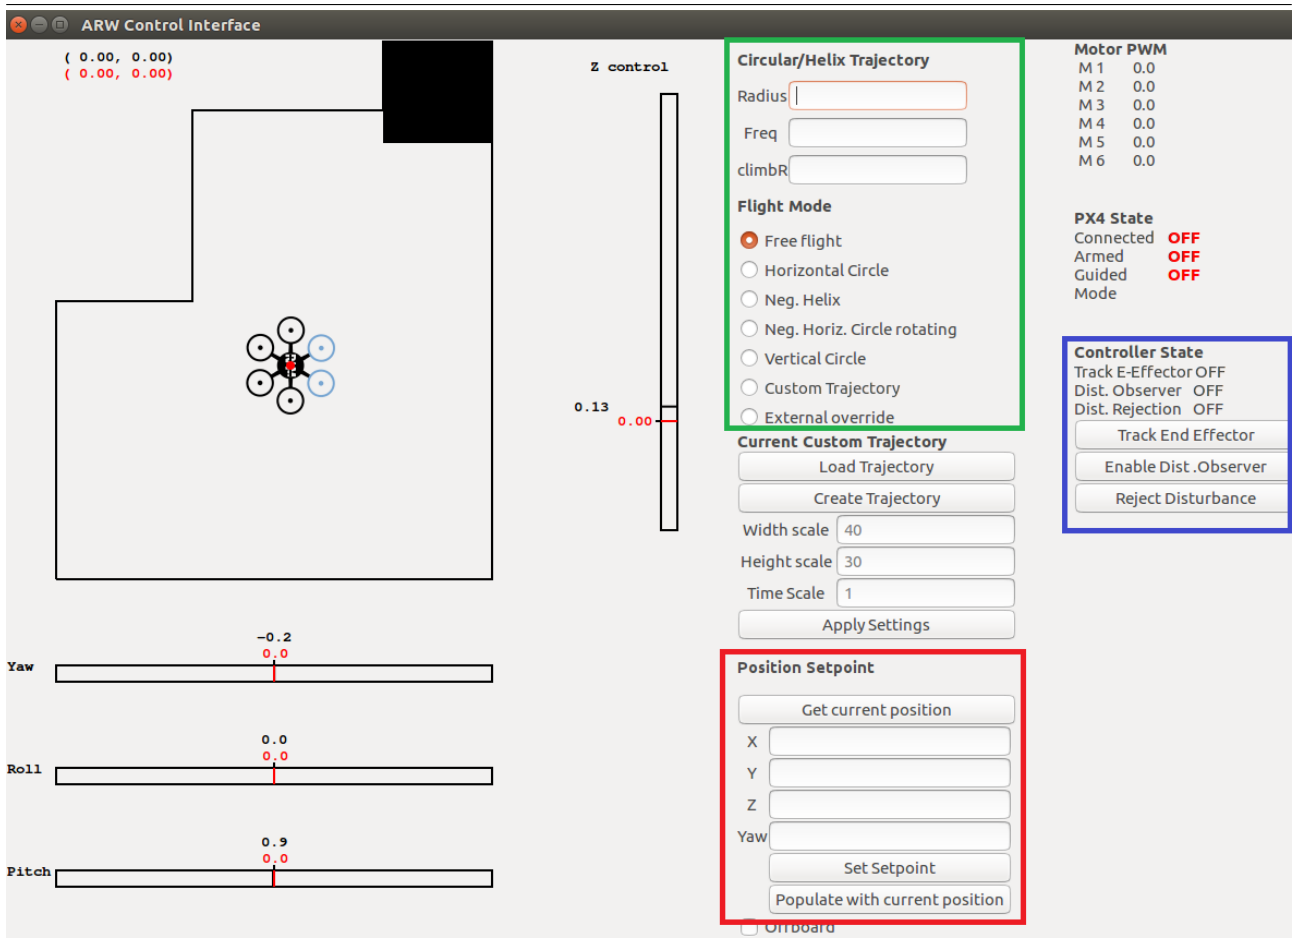 ARW Control Interface
( 0.00, 0.00)
( 0.00, 0.00)
Z control
0.13
0.00
Yaw
-0.2
0.0
Roll
0.0
0.0
Pitch
0.9
0.0
Circular/Helix Trajectory
Radius
Freq
climbR
Flight Mode
Free flight
Horizontal Circle
Neg. Helix
Neg. Horiz. Circle rotating
Vertical Circle
Custom Trajectory
External override
Current Custom Trajectory
Load Trajectory
Create Trajectory
Width scale 40
Height scale 30
Time Scale 1
Apply Settings
Position Setpoint
Get current position
X
Y
Z
Yaw
Set Setpoint
Populate with current position
Offboard
Motor PWM
M 1 0.0
M 2 0.0
M 3 0.0
M 4 0.0
M 5 0.0
M 6 0.0
PX4 State
Connected OFF
Armed OFF
Guided OFF
Mode
Controller State
Track E-Effector OFF
Dist. Observer OFF
Dist. Rejection OFF
Track End Effector
Enable Dist .Observer
Reject Disturbance